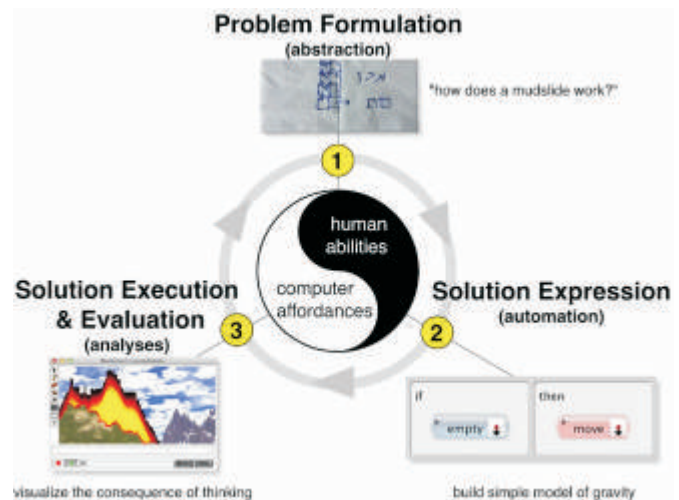 Problem Formulation
(abstraction)
"how does a mudslide work?"
1
human
abilities
computer
affordances
Solution Execution
& Evaluation
(analyses)
3
Solution Expression
(automation)
2
if
then
empty
move
visualize the consequence of thinking
build simple model of gravity